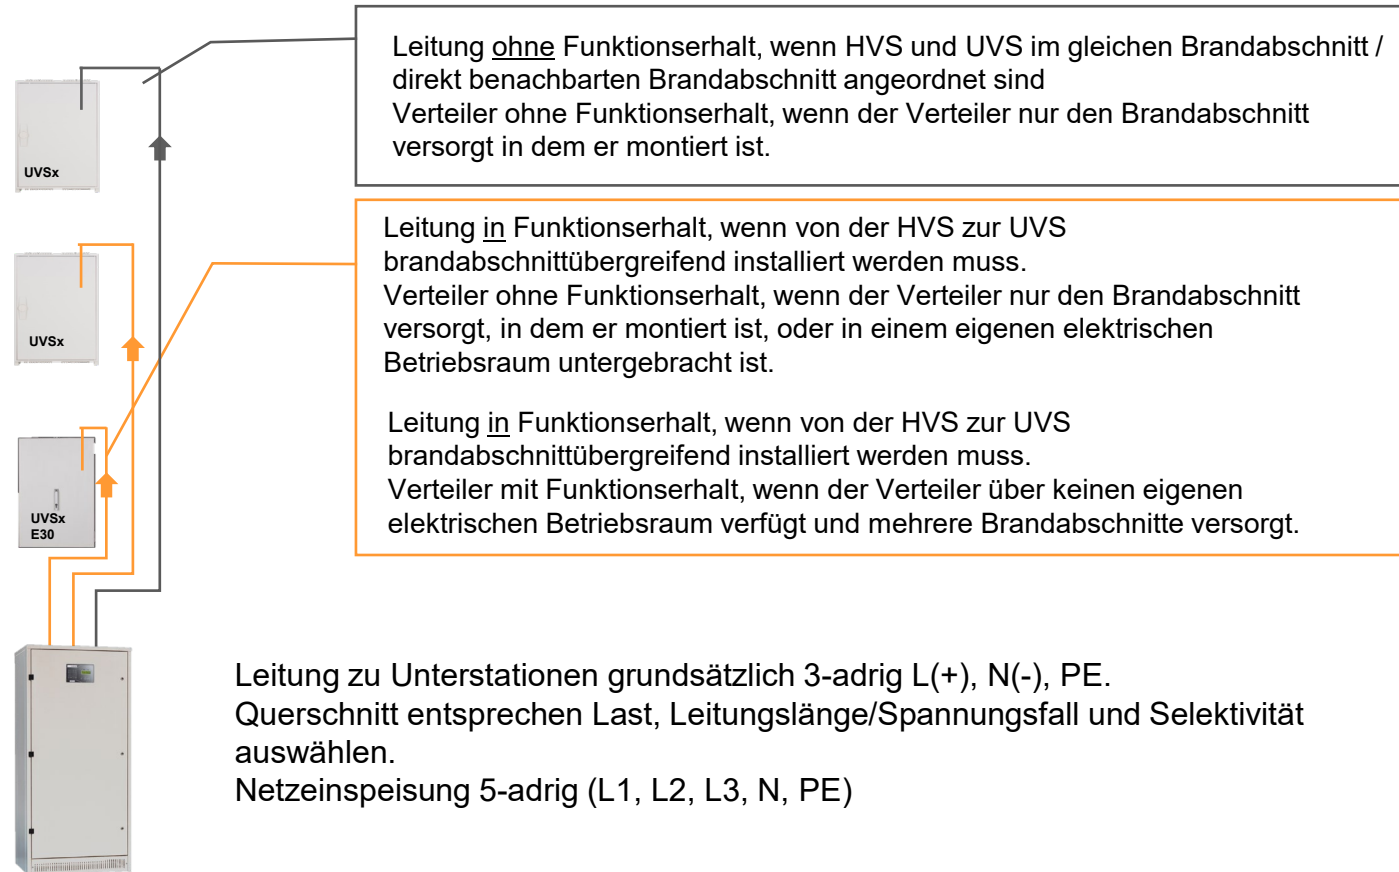 Leitung ohne Funktionserhalt, wenn HVS und UVS im gleichen Brandabschnitt /
direkt benachbarten Brandabschnitt angeordnet sind
Verteiler ohne Funktionserhalt, wenn der Verteiler nur den Brandabschnitt
versorgt in dem er montiert ist.
UVSx
Leitung in Funktionserhalt, wenn von der HVS zur UVS
brandabschnittübergreifend installiert werden muss.
Verteiler ohne Funktionserhalt, wenn der Verteiler nur den Brandabschnitt
versorgt, in dem er montiert ist, oder in einem eigenen elektrischen
Betriebsraum untergebracht ist.
UVSx
Leitung in Funktionserhalt, wenn von der HVS zur UVS
brandabschnittübergreifend installiert werden muss.
Verteiler mit Funktionserhalt, wenn der Verteiler über keinen eigenen
elektrischen Betriebsraum verfügt und mehrere Brandabschnitte versorgt.
UVSx
E30
Leitung zu Unterstationen grundsätzlich 3-adrig L(+), N(-), PE.
Querschnitt entsprechen Last, Leitungslänge/Spannungsfall und Selektivität
auswählen.
Netzeinspeisung 5-adrig (L1, L2, L3, N, PE)